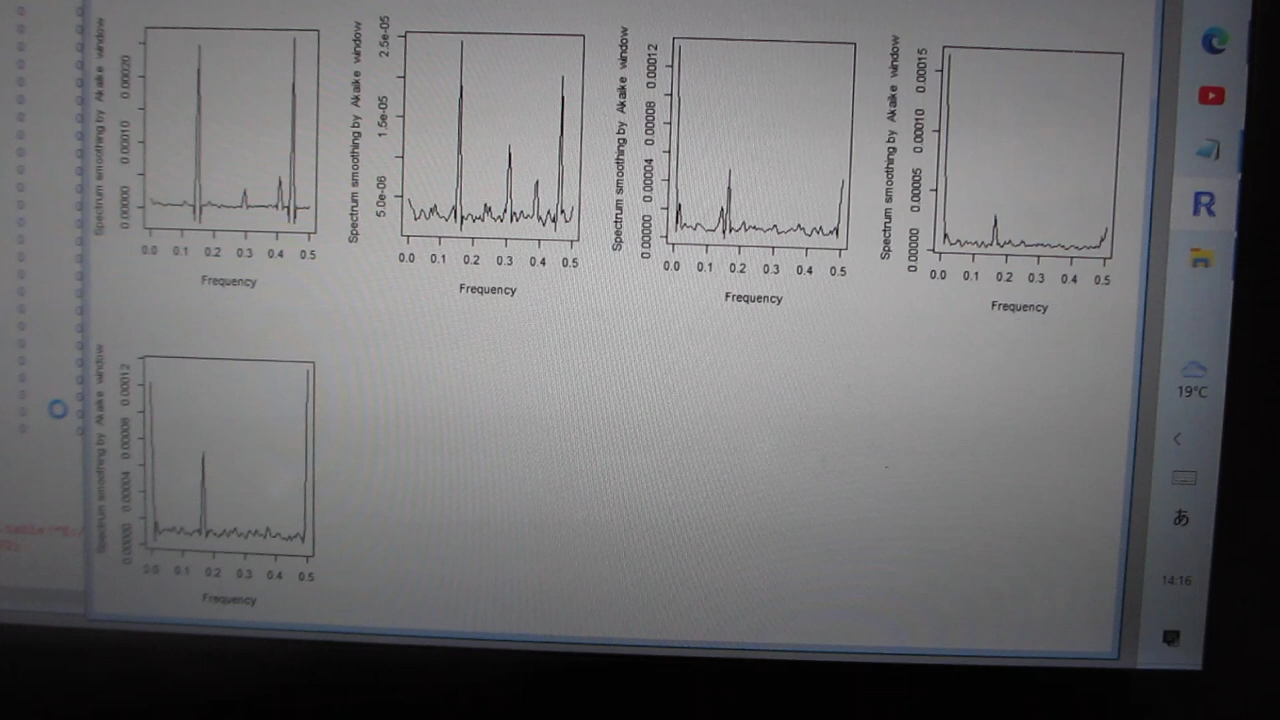 Spectrum smoothing by Akaike window
0.00000 0.00010 0.00020
0.0 0.1 0.2 0.3 0.4 0.5
Frequency
Spectrum smoothing by Akaike window
5.0e-06 1.5e-05 2.5e-05
0.0 0.1 0.2 0.3 0.4 0.5
Frequency
Spectrum smoothing by Akaike window
0.00000 0.00004 0.00008 0.00012
0.0 0.1 0.2 0.3 0.4 0.5
Frequency
Spectrum smoothing by Akaike window
0.00000 0.00005 0.00010 0.00015
0.0 0.1 0.2 0.3 0.4 0.5
Frequency
Spectrum smoothing by Akaike window
0.00000 0.00004 0.00008 0.00012
0.0 0.1 0.2 0.3 0.4 0.5
Frequency
R
19°C
あ
14:16